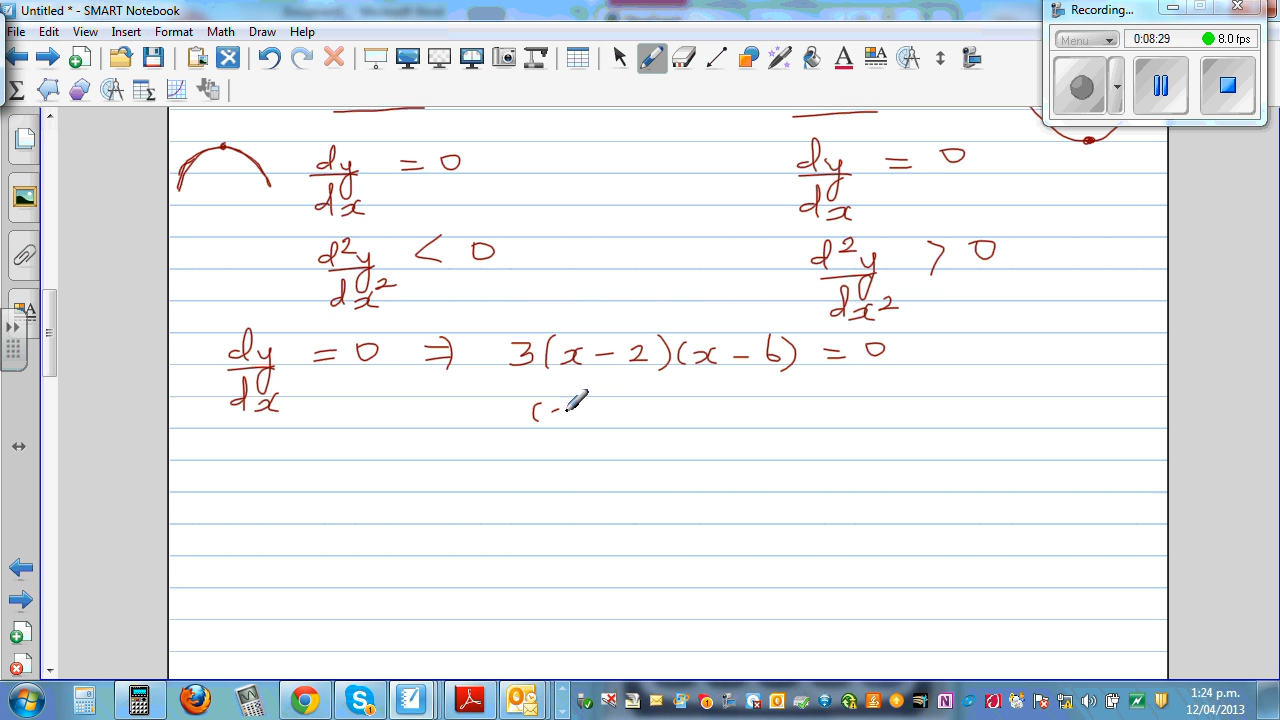 Untitled * - SMART Notebook
Recording...
File Edit View Insert Format Math Draw Help
Menu
0:08:29
8.0 fps
dy/dx = 0
dy/dx = 0
d²y/dx² < 0
d²y/dx² > 0
dy/dx = 0 ⇒ 3(x - 2)(x - 6) = 0
(-
1:24 p.m.
12/04/2013